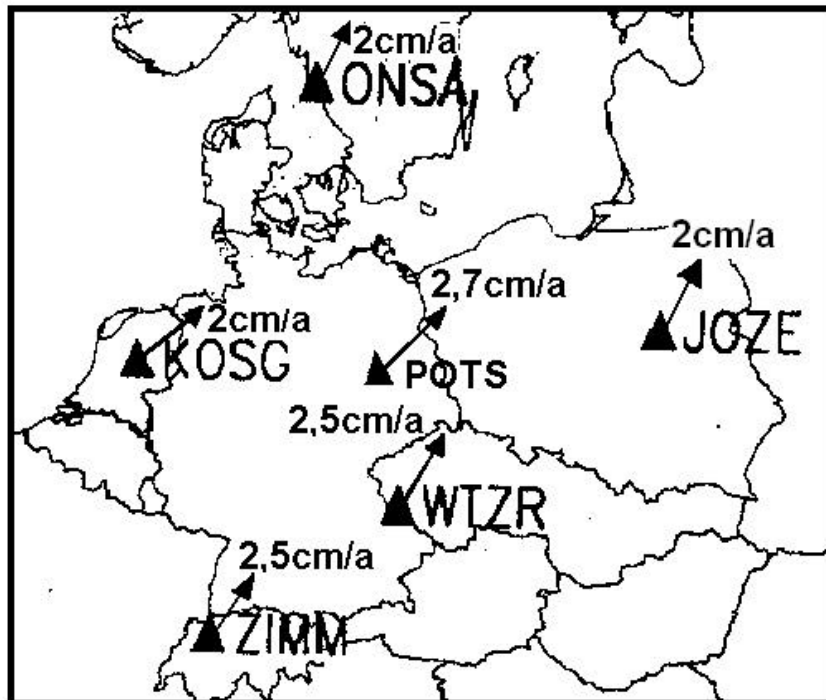 2cm/a
ONSA
2cm/a
2,7cm/a
2cm/a
JOZE
KOSG
POTS
2,5cm/a
WTZR
2,5cm/a
ZIMM